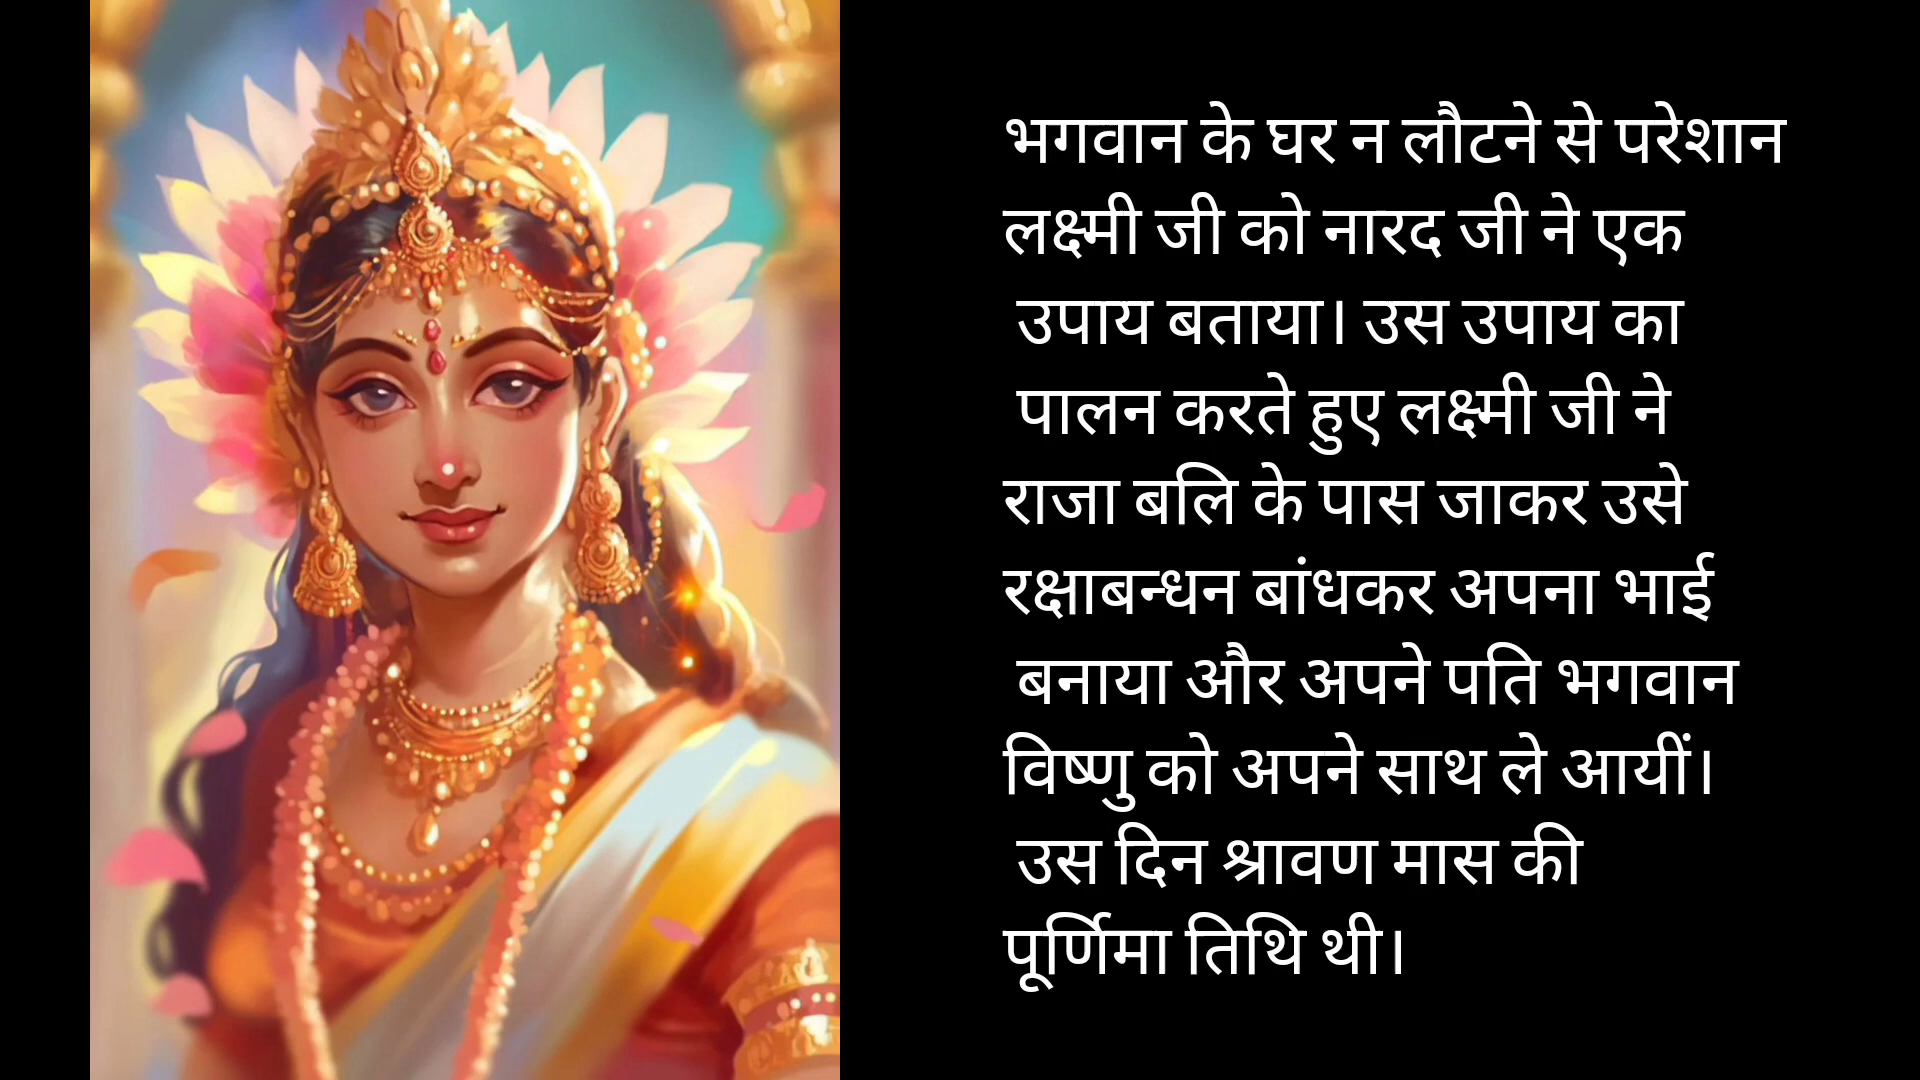 भगवान के घर न लौटने से परेशान
लक्ष्मी जी को नारद जी ने एक
उपाय बताया। उस उपाय का
पालन करते हुए लक्ष्मी जी ने
राजा बलि के पास जाकर उसे
रक्षाबन्धन बांधकर अपना भाई
बनाया और अपने पति भगवान
विष्णु को अपने साथ ले आयीं।
उस दिन श्रावण मास की
पूर्णिमा तिथि थी।